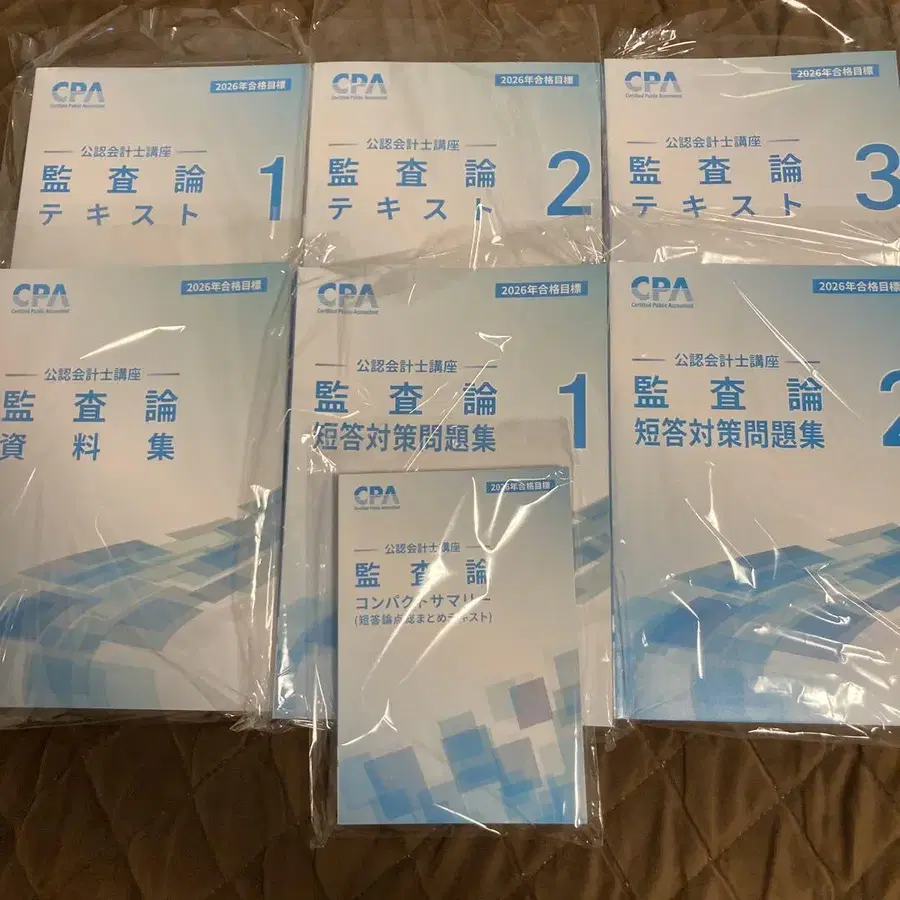 CPA
Certified Public Accountant
2026年合格目標
公認会計士講座
監査論
テキスト
1
CPA
Certified Public Accountant
2026年合格目標
公認会計士講座
監査論
テキスト
2
CPA
Certified Public Accountant
2026年合格目標
公認会計士講座
監査論
テキスト
3
CPA
Certified Public Accountant
2026年合格目標
公認会計士講座
監査論
資料集
CPA
Certified Public Accountant
2026年合格目標
公認会計士講座
監査論
短答対策問題集
1
CPA
Certified Public Accountant
2026年合格目標
公認会計士講座
監査論
短答対策問題集
2
CPA
Certified Public Accountant
2026年合格目標
公認会計士講座
監査論
コンパクトサマリー
(短答論点総まとめテキスト)